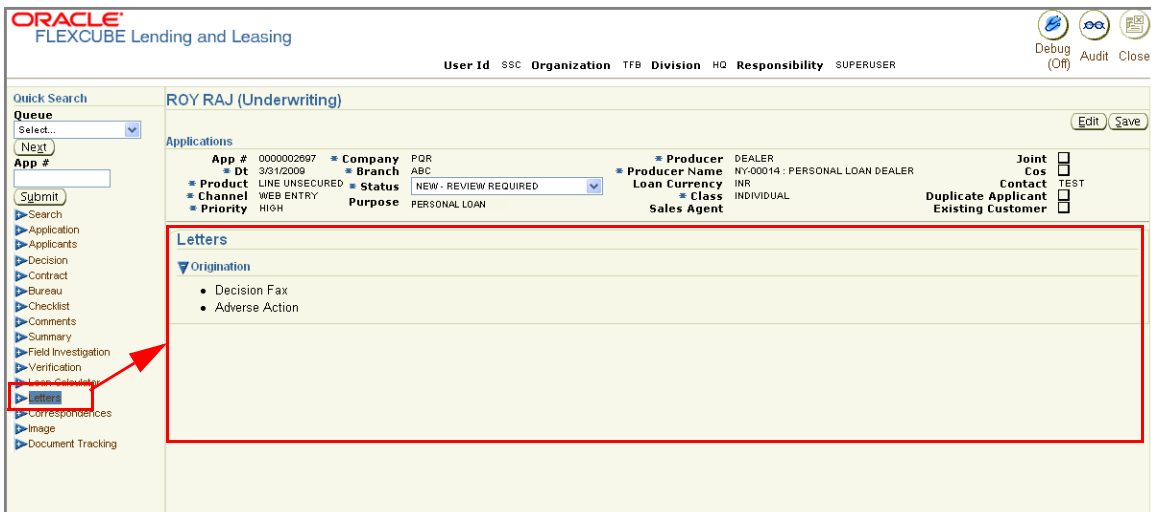 ORACLE
FLEXCUBE Lending and Leasing
Debug (Off)
Audit
Close
User Id SSC Organization TFB Division HQ Responsibility SUPERUSER
Quick Search
Queue
Select...
Next
App #
Submit
Search
Application
Applicants
Decision
Contract
Bureau
Checklist
Comments
Summary
Field Investigation
Verification
Loan Calculator
Letters
Correspondences
Image
Document Tracking
ROY RAJ (Underwriting)
Edit Save
Applications
App # 0000002697 * Company PQR * Producer DEALER Joint
* Dt 3/31/2009 * Branch ABC * Producer Name NY-00014 : PERSONAL LOAN DEALER Cos
* Product LINE UNSECURED * Status NEW - REVIEW REQUIRED Loan Currency INR Contact TEST
* Channel WEB ENTRY Purpose PERSONAL LOAN * Class INDIVIDUAL Duplicate Applicant
* Priority HIGH Sales Agent Existing Customer
Letters
Origination
• Decision Fax
• Adverse Action